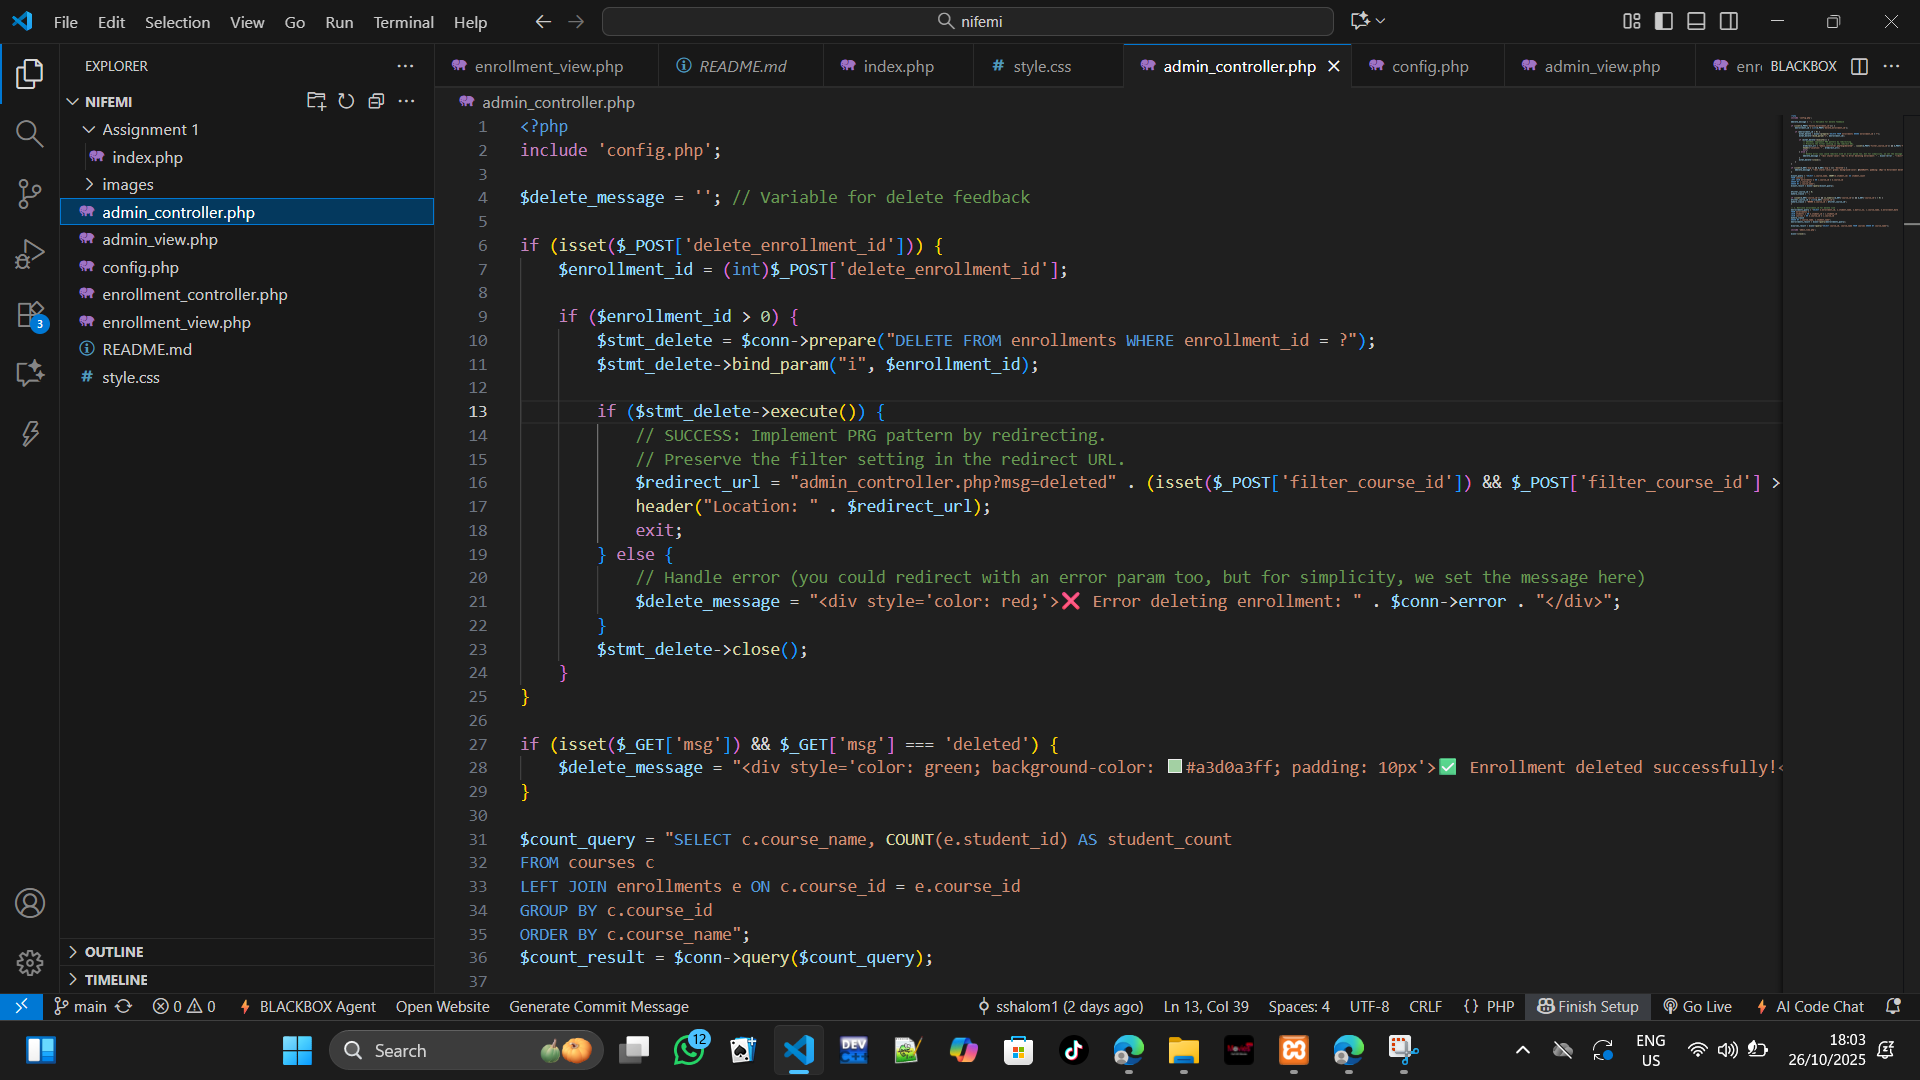 File Edit Selection View Go Run Terminal Help
nifemi
EXPLORER
NIFEMI
Assignment 1
index.php
images
admin_controller.php
admin_view.php
config.php
enrollment_controller.php
enrollment_view.php
README.md
# style.css
OUTLINE
TIMELINE
3
enrollment_view.php README.md index.php # style.css admin_controller.php config.php admin_view.php enr BLACKBOX
admin_controller.php
1 <?php
2 include 'config.php';
3
4 $delete_message = ''; // Variable for delete feedback
5
6 if (isset($_POST['delete_enrollment_id'])) {
7 $enrollment_id = (int)$_POST['delete_enrollment_id'];
8
9 if ($enrollment_id > 0) {
10 $stmt_delete = $conn->prepare("DELETE FROM enrollments WHERE enrollment_id = ?");
11 $stmt_delete->bind_param("i", $enrollment_id);
12
13 if ($stmt_delete->execute()) {
14 // SUCCESS: Implement PRG pattern by redirecting.
15 // Preserve the filter setting in the redirect URL.
16 $redirect_url = "admin_controller.php?msg=deleted" . (isset($_POST['filter_course_id']) && $_POST['filter_course_id'] >
17 header("Location: " . $redirect_url);
18 exit;
19 } else {
20 // Handle error (you could redirect with an error param too, but for simplicity, we set the message here)
21 $delete_message = "<div style='color: red;'>❌ Error deleting enrollment: " . $conn->error . "</div>";
22 }
23 $stmt_delete->close();
24 }
25 }
26
27 if (isset($_GET['msg']) && $_GET['msg'] === 'deleted') {
28 $delete_message = "<div style='color: green; background-color: #a3d0a3ff; padding: 10px'>✅ Enrollment deleted successfully!<
29 }
30
31 $count_query = "SELECT c.course_name, COUNT(e.student_id) AS student_count
32 FROM courses c
33 LEFT JOIN enrollments e ON c.course_id = e.course_id
34 GROUP BY c.course_id
35 ORDER BY c.course_name";
36 $count_result = $conn->query($count_query);
37
main 0 0 BLACKBOX Agent Open Website Generate Commit Message sshalom1 (2 days ago) Ln 13, Col 39 Spaces: 4 UTF-8 CRLF {} PHP Finish Setup Go Live AI Code Chat
Search 12 DEV ENG US 18:03 26/10/2025